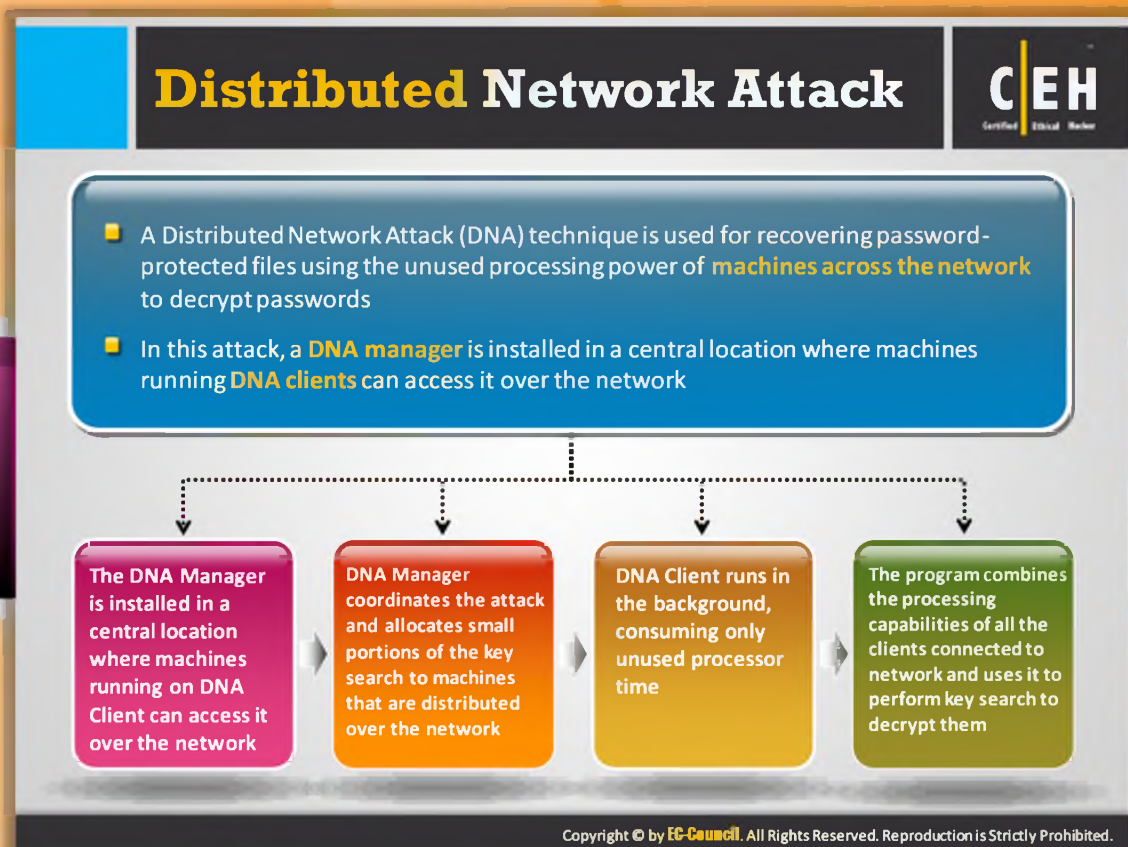 Distributed Network Attack
CEH
Certified Ethical Hacker
A Distributed Network Attack (DNA) technique is used for recovering password-
protected files using the unused processing power of machines across the network
to decrypt passwords
In this attack, a DNA manager is installed in a central location where machines
running DNA clients can access it over the network
The DNA Manager
is installed in a
central location
where machines
running on DNA
Client can access it
over the network
DNA Manager
coordinates the attack
and allocates small
portions of the key
search to machines
that are distributed
over the network
DNA Client runs in
the background,
consuming only
unused processor
time
The program combines
the processing
capabilities of all the
clients connected to
network and uses it to
perform key search to
decrypt them
Copyright © by EC-Council. All Rights Reserved. Reproduction is Strictly Prohibited.